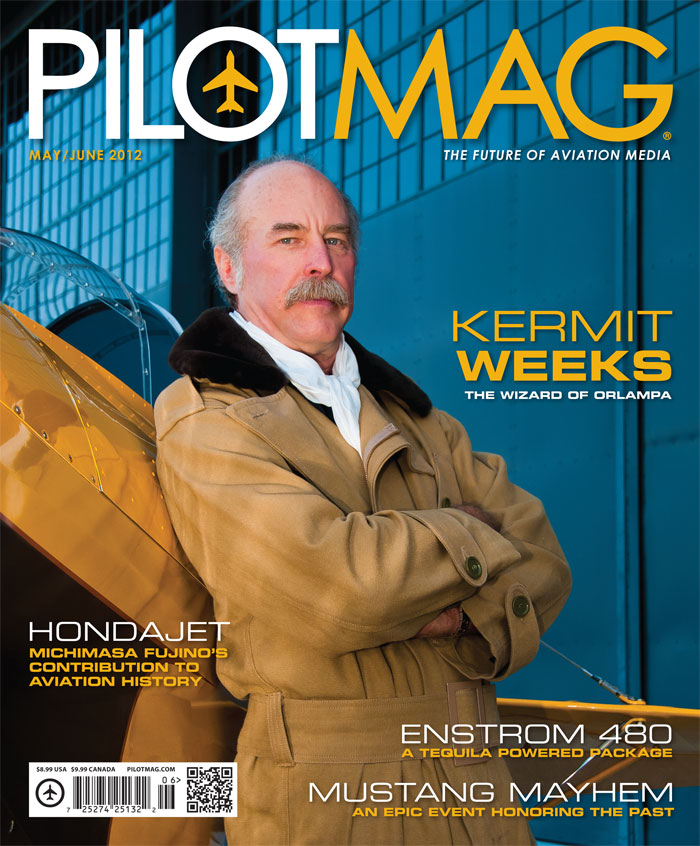 PILOTMAG®
MAY/JUNE 2012
THE FUTURE OF AVIATION MEDIA
KERMIT
WEEKS
THE WIZARD OF ORLAMPA
HONDAJET
MICHIMASA FUJINO'S
CONTRIBUTION TO
AVIATION HISTORY
ENSTROM 480
A TEQUILA POWERED PACKAGE
MUSTANG MAYHEM
AN EPIC EVENT HONORING THE PAST
$8.99 USA $9.99 CANADA PILOTMAG.COM
06>
7 25274 25132 2